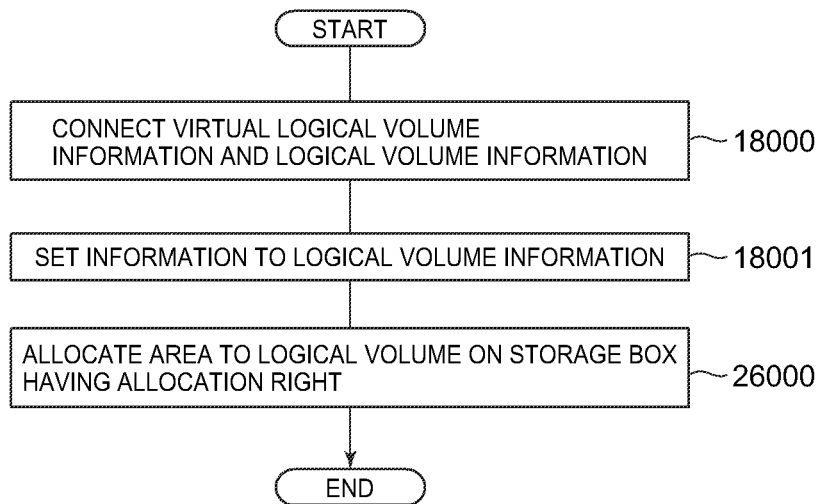 START
CONNECT VIRTUAL LOGICAL VOLUME
INFORMATION AND LOGICAL VOLUME INFORMATION
18000
SET INFORMATION TO LOGICAL VOLUME INFORMATION
18001
ALLOCATE AREA TO LOGICAL VOLUME ON STORAGE BOX
HAVING ALLOCATION RIGHT
26000
END